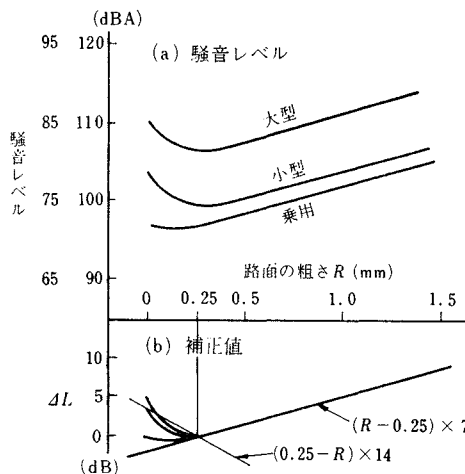 (dBA)
95 120
(a) 騒音レベル
大型
85 110
騒音レベル
小型
75 100
乗用
65 90
路面の粗さR (mm)
0 0.25 0.5 1.0 1.5
(b) 補正値
10
ΔL 5
0
(dB)
(R−0.25)×7
(0.25−R)×14